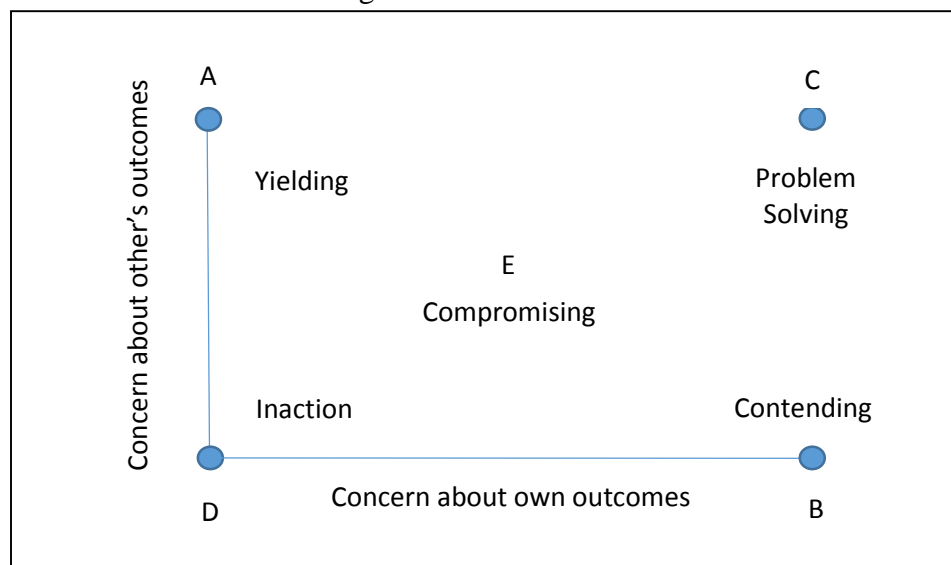 A
C
Concern about other's outcomes
Yielding
Problem
Solving
E
Compromising
Inaction
Contending
Concern about own outcomes
D
B